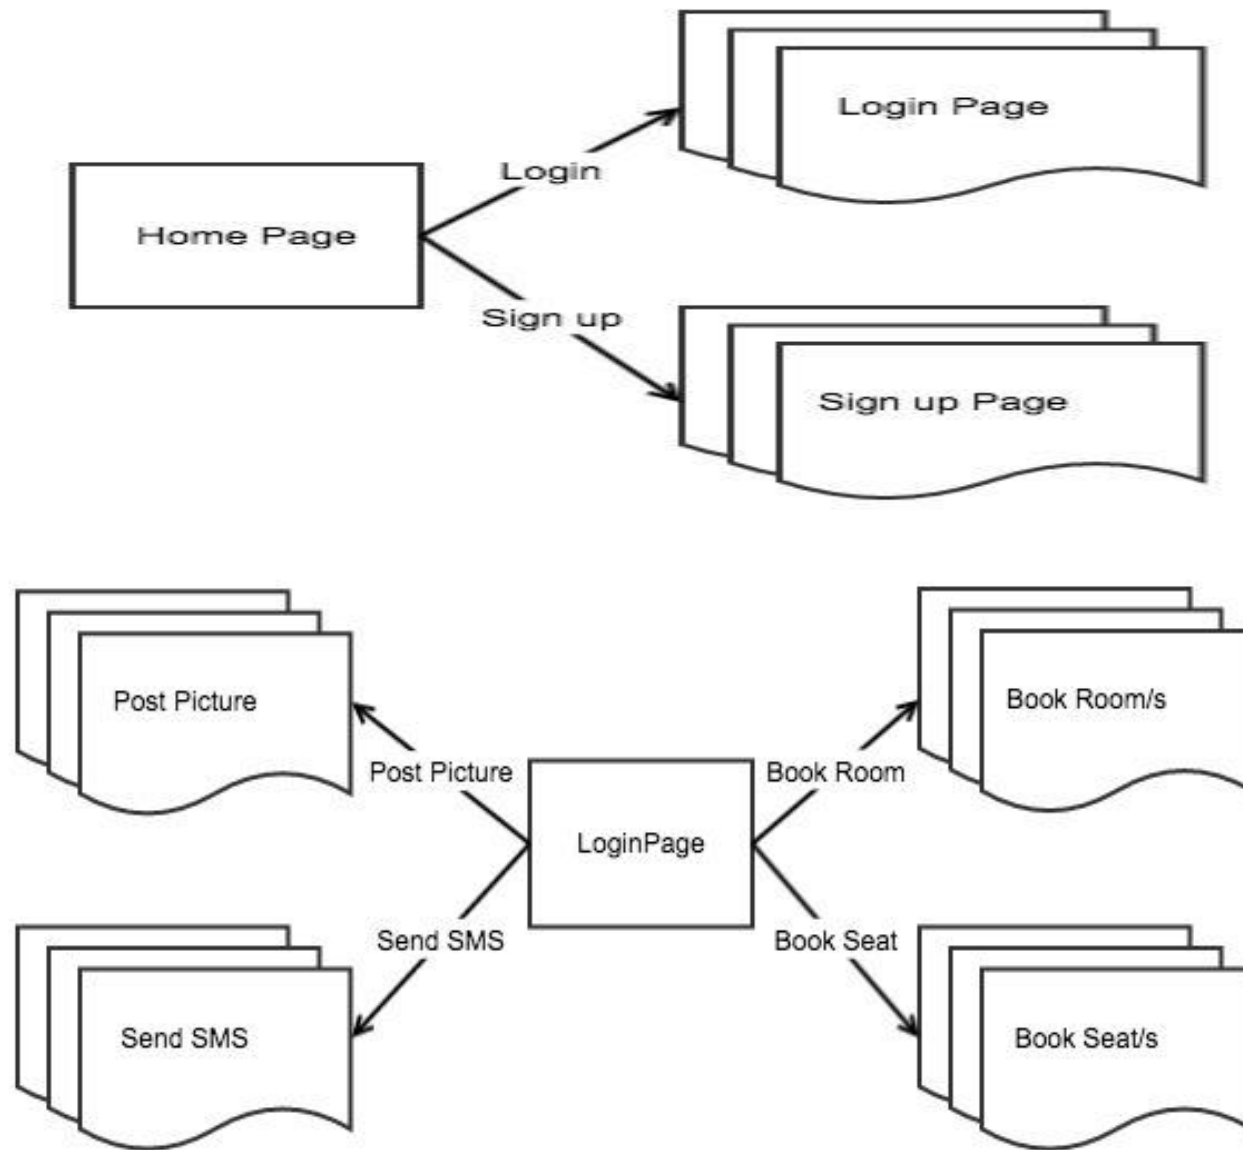 Login Page
Login
Home Page
Sign up
Sign up Page
Post Picture
Book Room/s
Post Picture
Book Room
LoginPage
Send SMS
Book Seat
Send SMS
Book Seat/s